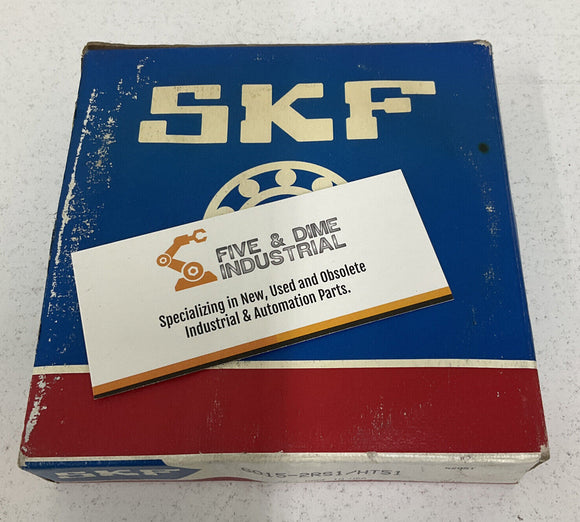 SKF
FIVE & DIME
INDUSTRIAL
Specializing in New, Used and Obsolete
Industrial & Automation Parts.
SKF
6015-2RS1/HT51